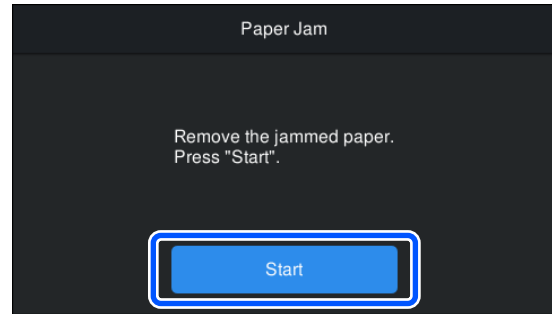 Paper Jam
Remove the jammed paper.
Press "Start".
Start